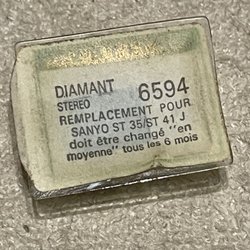 DIAMANT 6594
STEREO
REMPLACEMENT POUR
SANYO ST 35/ST 41 J
doit être changé "en
moyenne" tous les 6 mois